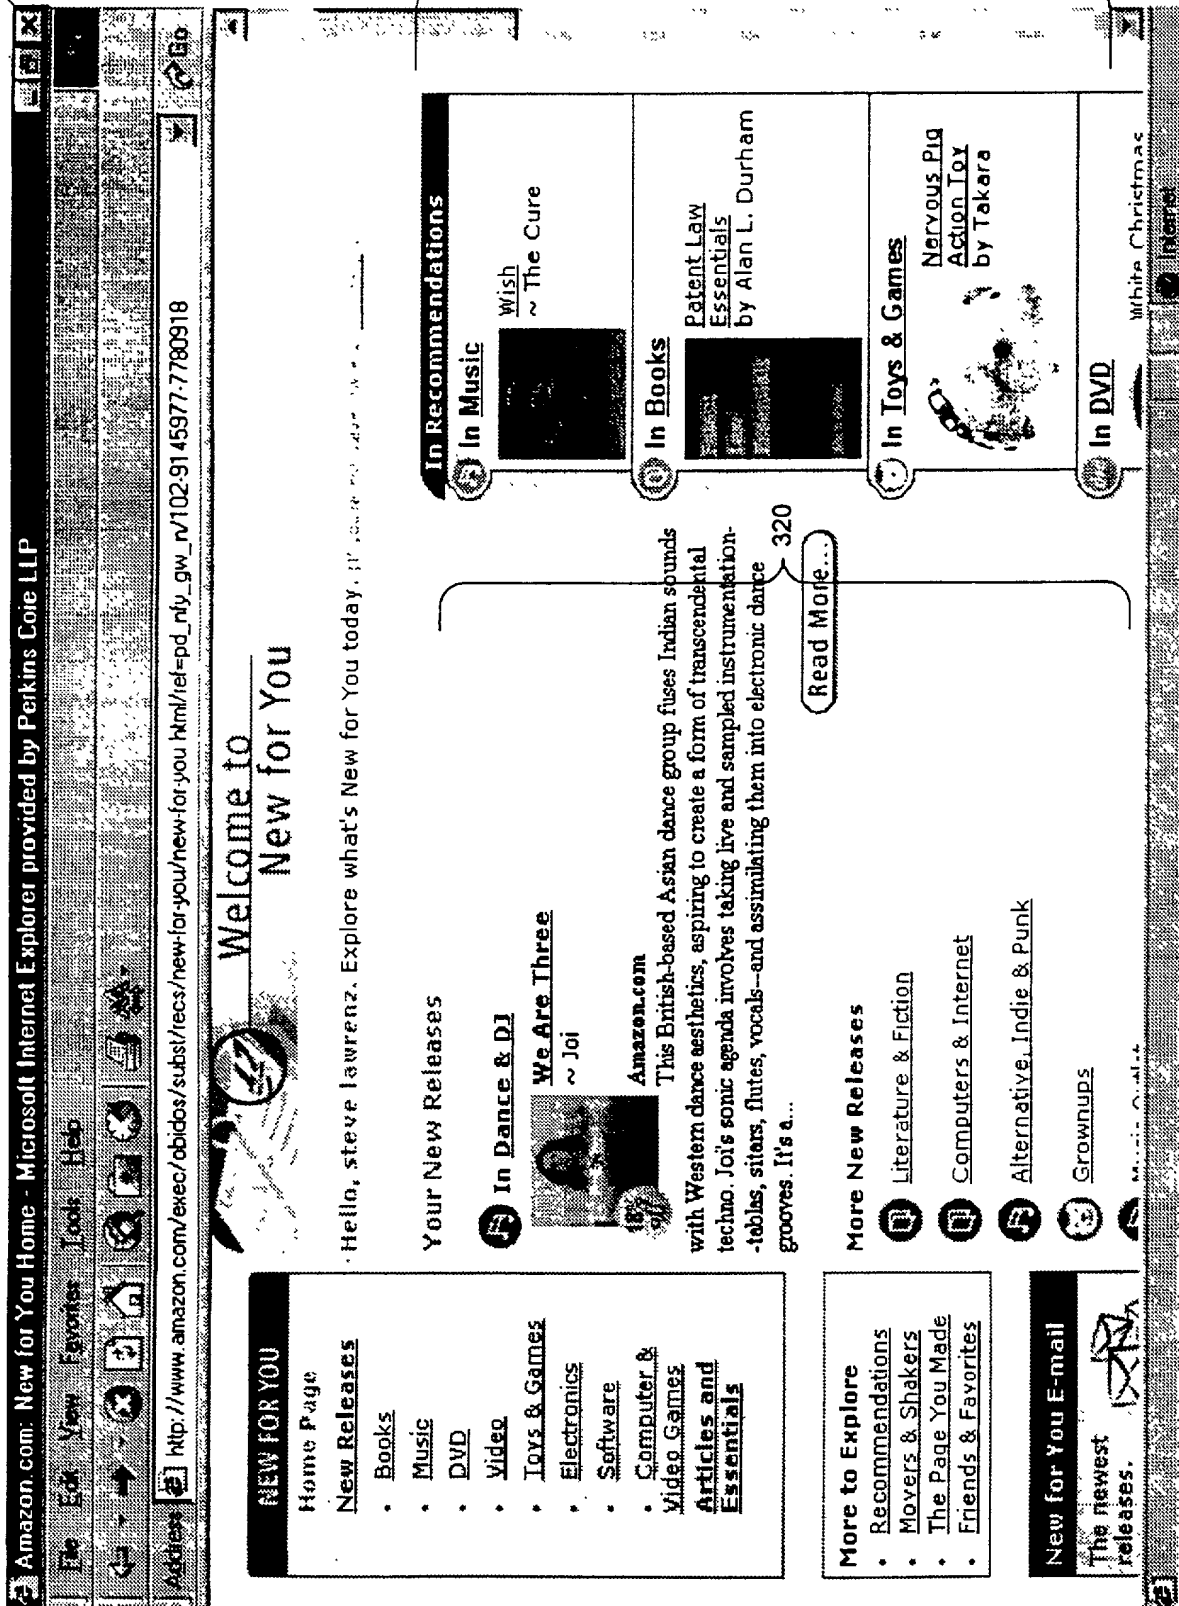 Amazon.com: New for You Home - Microsoft Internet Explorer provided by Perkins Coie LLP
File Edit View Favorites Tools Help
Address http://www.amazon.com/exec/obidos/subst/recs/new-for-you/new-for-you.html/ref=pd_nfy_gw_n/102-9145977-7780918 Go
Welcome to
New for You
NEW FOR YOU
Home Page
New Releases
• Books
• Music
• DVD
• Video
• Toys & Games
• Electronics
• Software
• Computer &
Video Games
Articles and
Essentials
More to Explore
• Recommendations
• Movers & Shakers
• The Page You Made
• Friends & Favorites
New for You E-mail
The newest
releases.
Hello, steve lawrenz. Explore what's New for You today.
Your New Releases
In Dance & DJ
We Are Three
~ Joi
18%
off
Amazon.com
This British-based Asian dance group fuses Indian sounds
with Western dance aesthetics, aspiring to create a form of transcendental
techno. Joi's sonic agenda involves taking live and sampled instrumentation-
-tablas, sitars, flutes, vocals--and assimilating them into electronic dance
grooves. It's a...
Read More...
320
More New Releases
Literature & Fiction
Computers & Internet
Alternative, Indie & Punk
Grownups
In Recommendations
In Music
Wish
~ The Cure
In Books
Patent Law
Essentials
by Alan L. Durham
In Toys & Games
Nervous Pig
Action Toy
by Takara
In DVD
White Christmas
Internet